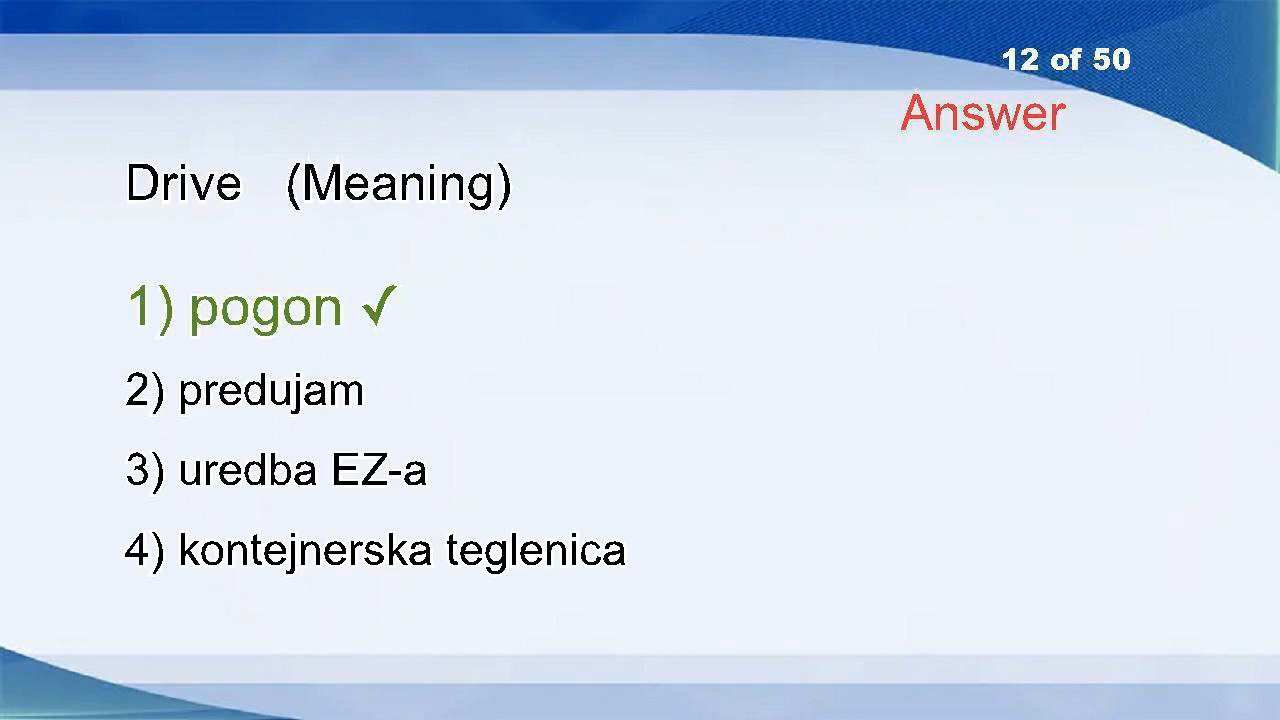 12 of 50
Answer
Drive (Meaning)
1) pogon ✓
2) predujam
3) uredba EZ-a
4) kontejnerska teglenica